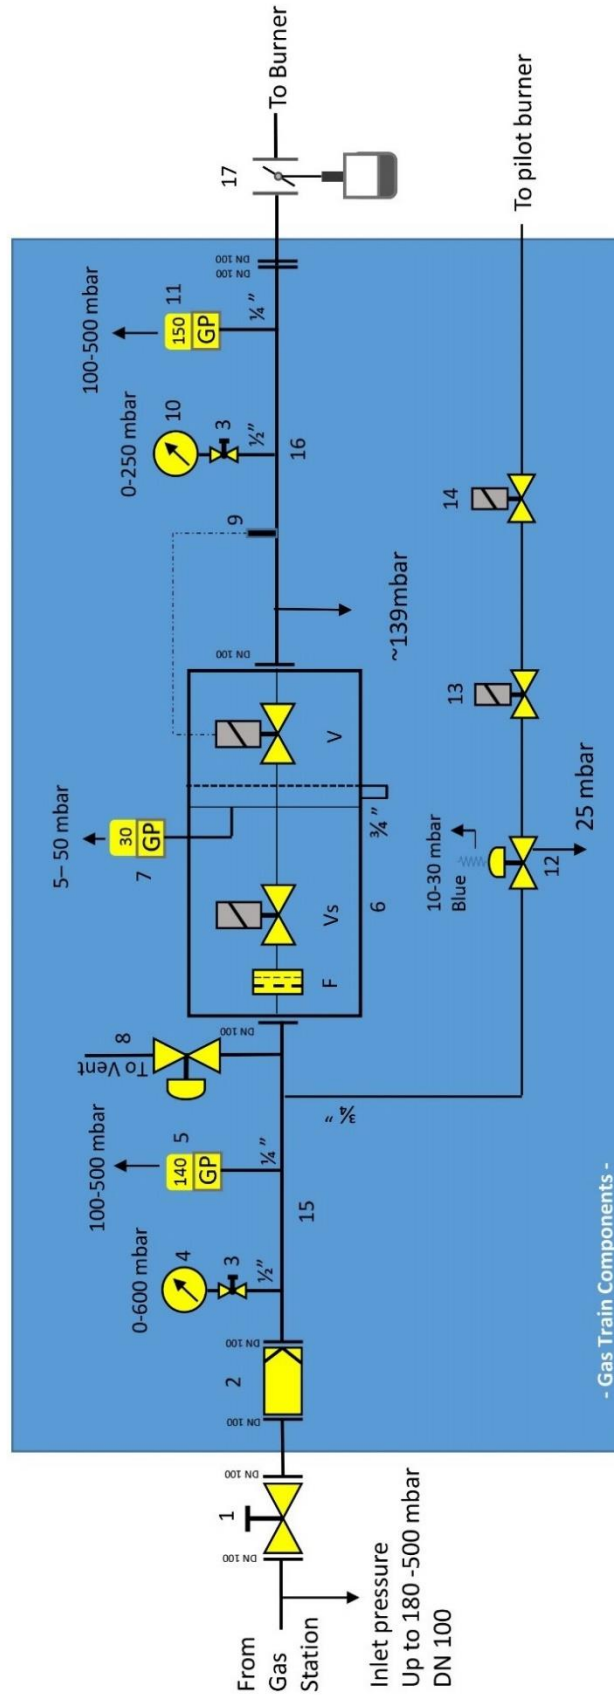 From
Gas
Station
Inlet pressure
Up to 180 -500 mbar
DN 100
DN 100
1
DN 100
DN 100
2
DN 100
0-600 mbar
4
3
½”
15
100-500 mbar
5
140
GP
¼”
To Vent
8
¾”
DN 100
F
Vs
6
5– 50 mbar
30
GP
7
¾”
V
DN 100
~139mbar
9
0-250 mbar
10
3
½”
16
100-500 mbar
11
150
GP
¼”
DN 100
DN 100
17
To Burner
10-30 mbar
Blue
12
25 mbar
13
14
To pilot burner
- Gas Train Components -